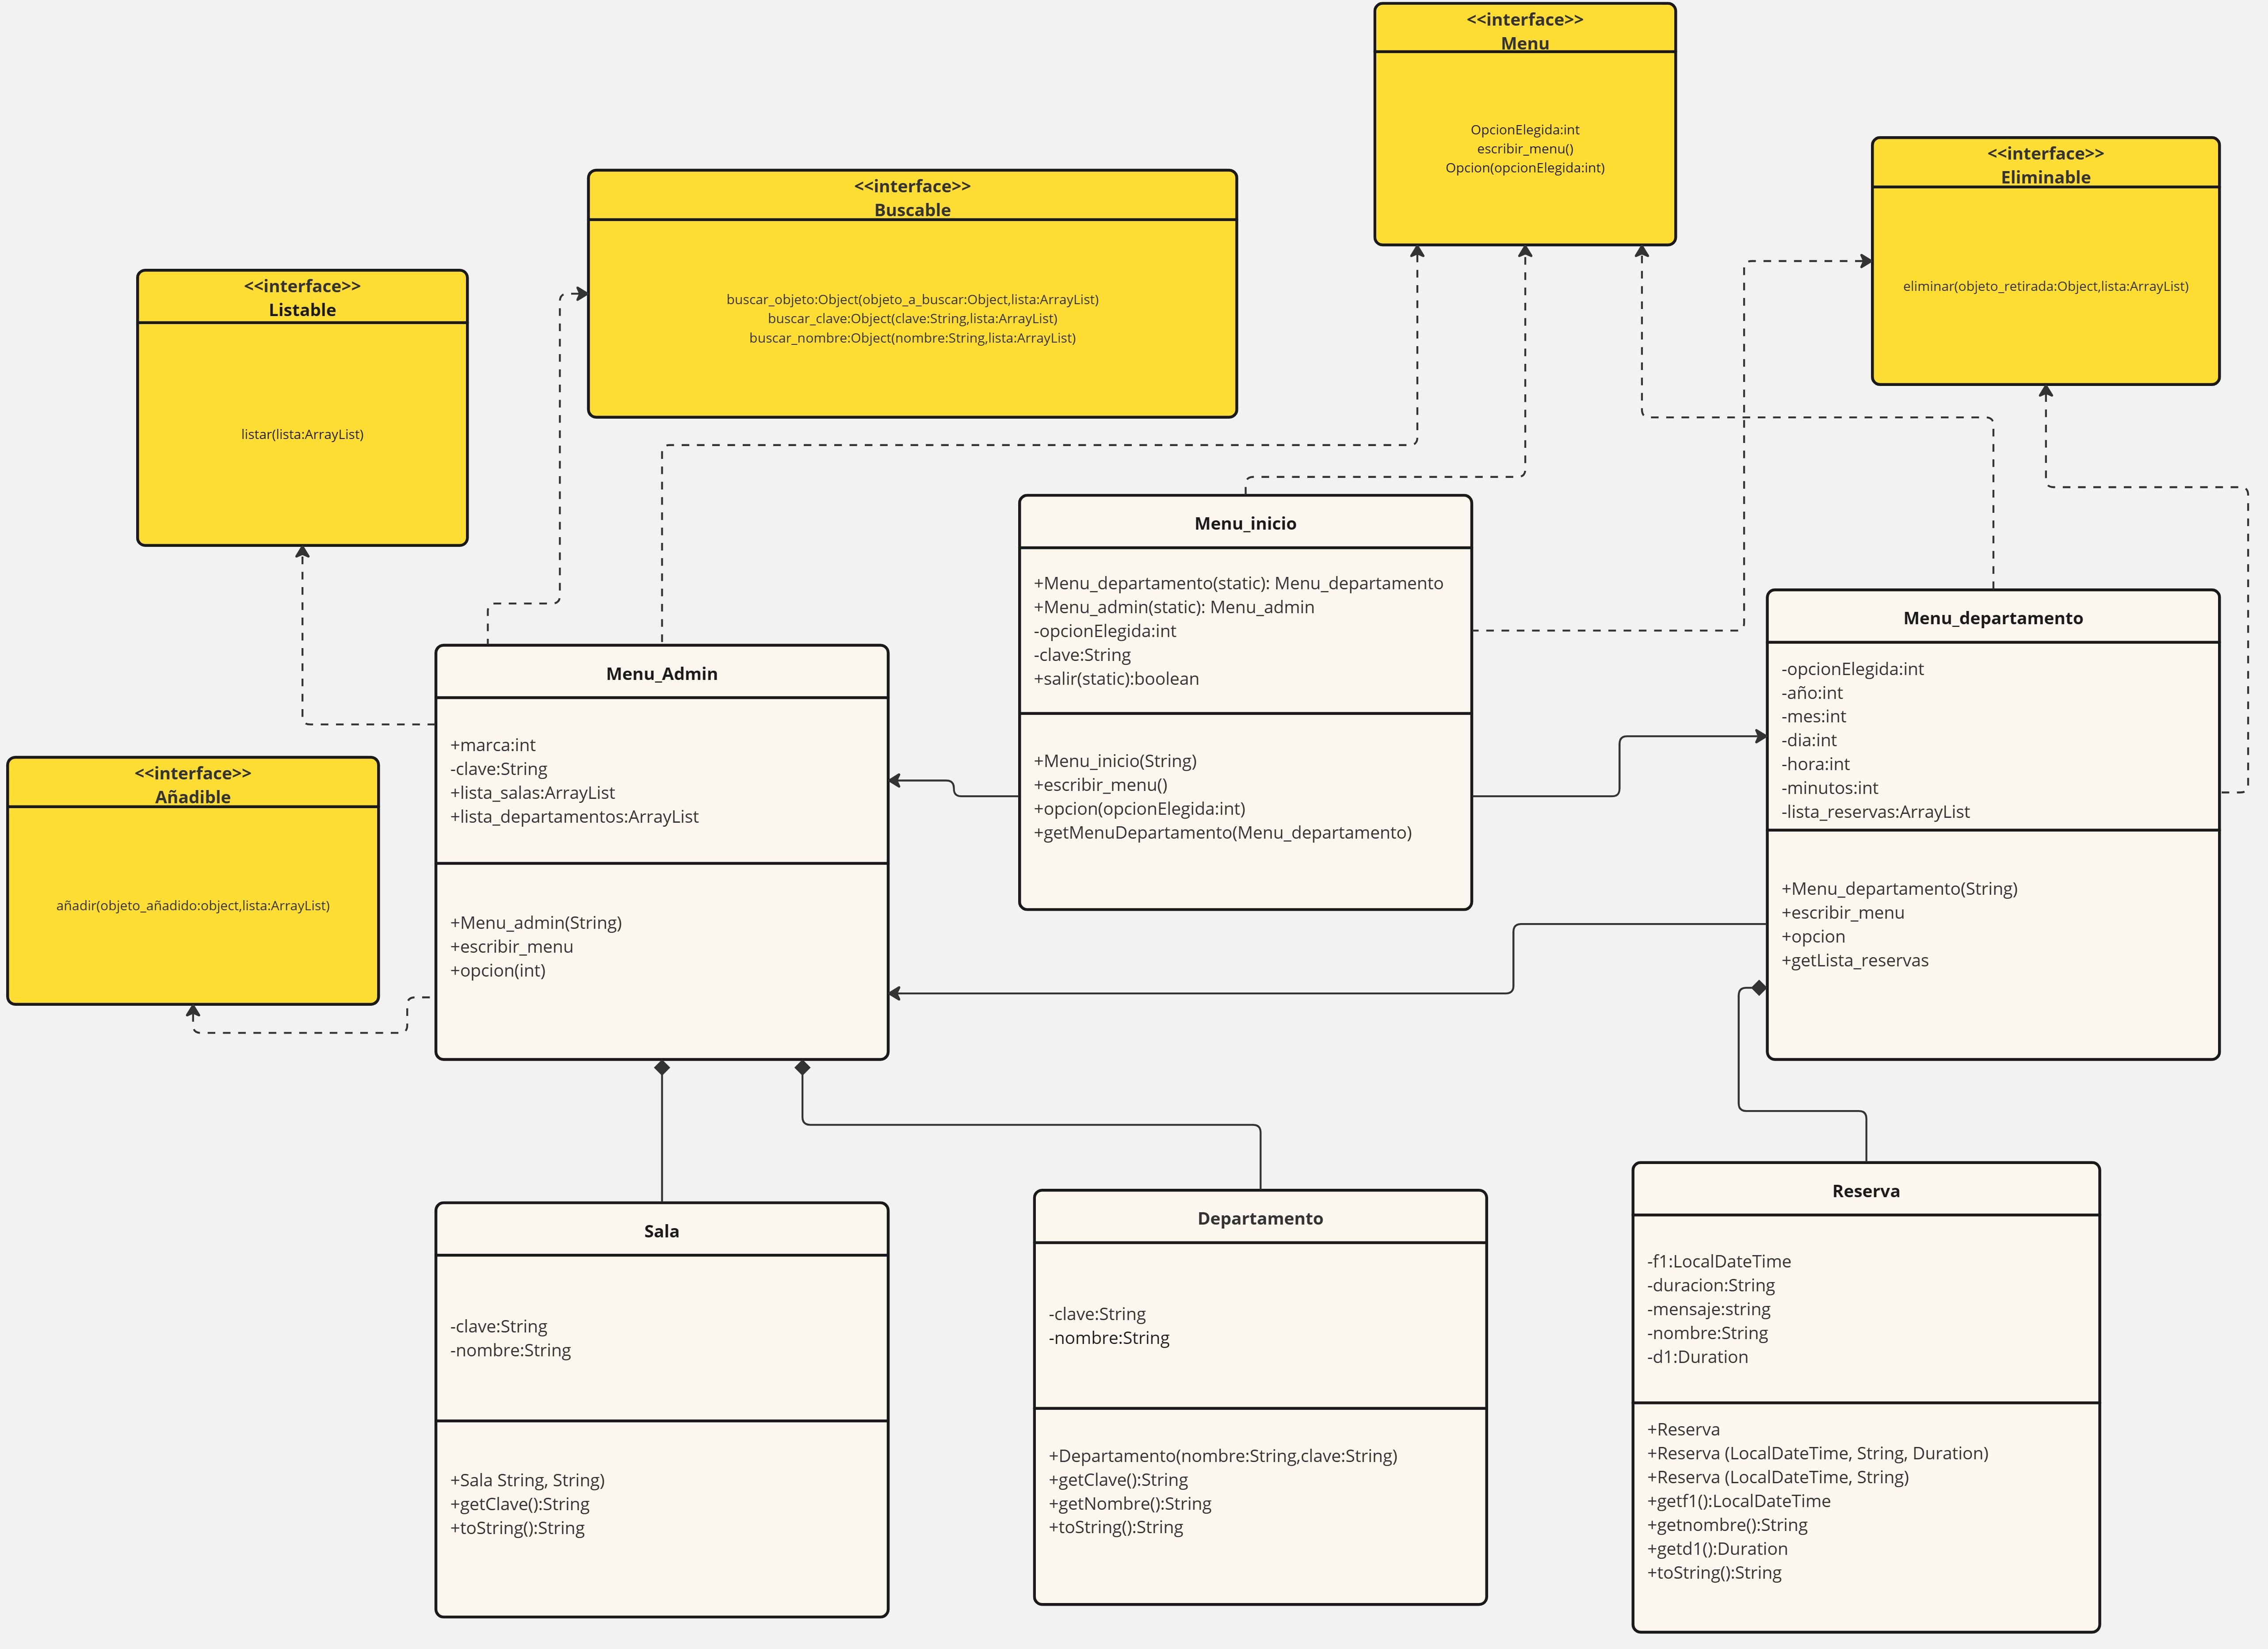 <<interface>>
Menu
OpcionElegida:int
escribir_menu()
Opcion(opcionElegida:int)
<<interface>>
Eliminable
eliminar(objeto_retirada:Object,lista:ArrayList)
<<interface>>
Buscable
buscar_objeto:Object(objeto_a_buscar:Object,lista:ArrayList)
buscar_clave:Object(clave:String,lista:ArrayList)
buscar_nombre:Object(nombre:String,lista:ArrayList)
<<interface>>
Listable
listar(lista:ArrayList)
Menu_inicio
+Menu_departamento(static): Menu_departamento
+Menu_admin(static): Menu_admin
-opcionElegida:int
-clave:String
+salir(static):boolean
+Menu_inicio(String)
+escribir_menu()
+opcion(opcionElegida:int)
+getMenuDepartamento(Menu_departamento)
Menu_departamento
-opcionElegida:int
-año:int
-mes:int
-dia:int
-hora:int
-minutos:int
-lista_reservas:ArrayList
+Menu_departamento(String)
+escribir_menu
+opcion
+getLista_reservas
Menu_Admin
+marca:int
-clave:String
+lista_salas:ArrayList
+lista_departamentos:ArrayList
+Menu_admin(String)
+escribir_menu
+opcion(int)
<<interface>>
Añadible
añadir(objeto_añadido:object,lista:ArrayList)
Sala
-clave:String
-nombre:String
+Sala String, String)
+getClave():String
+toString():String
Departamento
-clave:String
-nombre:String
+Departamento(nombre:String,clave:String)
+getClave():String
+getNombre():String
+toString():String
Reserva
-f1:LocalDateTime
-duracion:String
-mensaje:string
-nombre:String
-d1:Duration
+Reserva
+Reserva (LocalDateTime, String, Duration)
+Reserva (LocalDateTime, String)
+getf1():LocalDateTime
+getnombre():String
+getd1():Duration
+toString():String